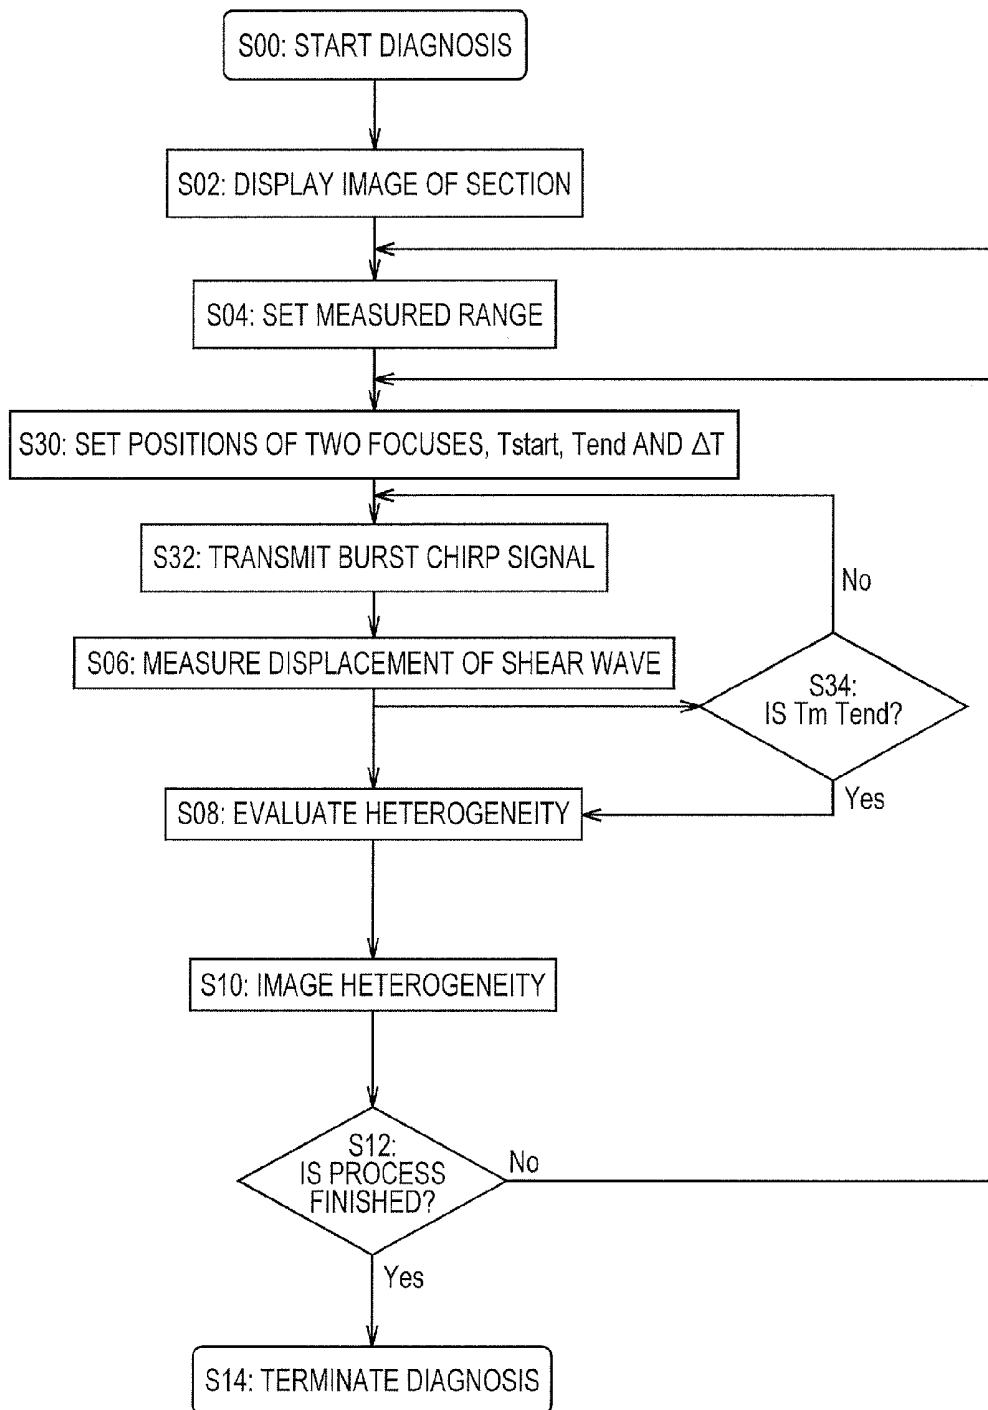 S00: START DIAGNOSIS
S02: DISPLAY IMAGE OF SECTION
S04: SET MEASURED RANGE
S30: SET POSITIONS OF TWO FOCUSES, Tstart, Tend AND ΔT
S32: TRANSMIT BURST CHIRP SIGNAL
No
S06: MEASURE DISPLACEMENT OF SHEAR WAVE
S34:
IS Tm Tend?
Yes
S08: EVALUATE HETEROGENEITY
S10: IMAGE HETEROGENEITY
S12:
IS PROCESS
FINISHED?
No
Yes
S14: TERMINATE DIAGNOSIS